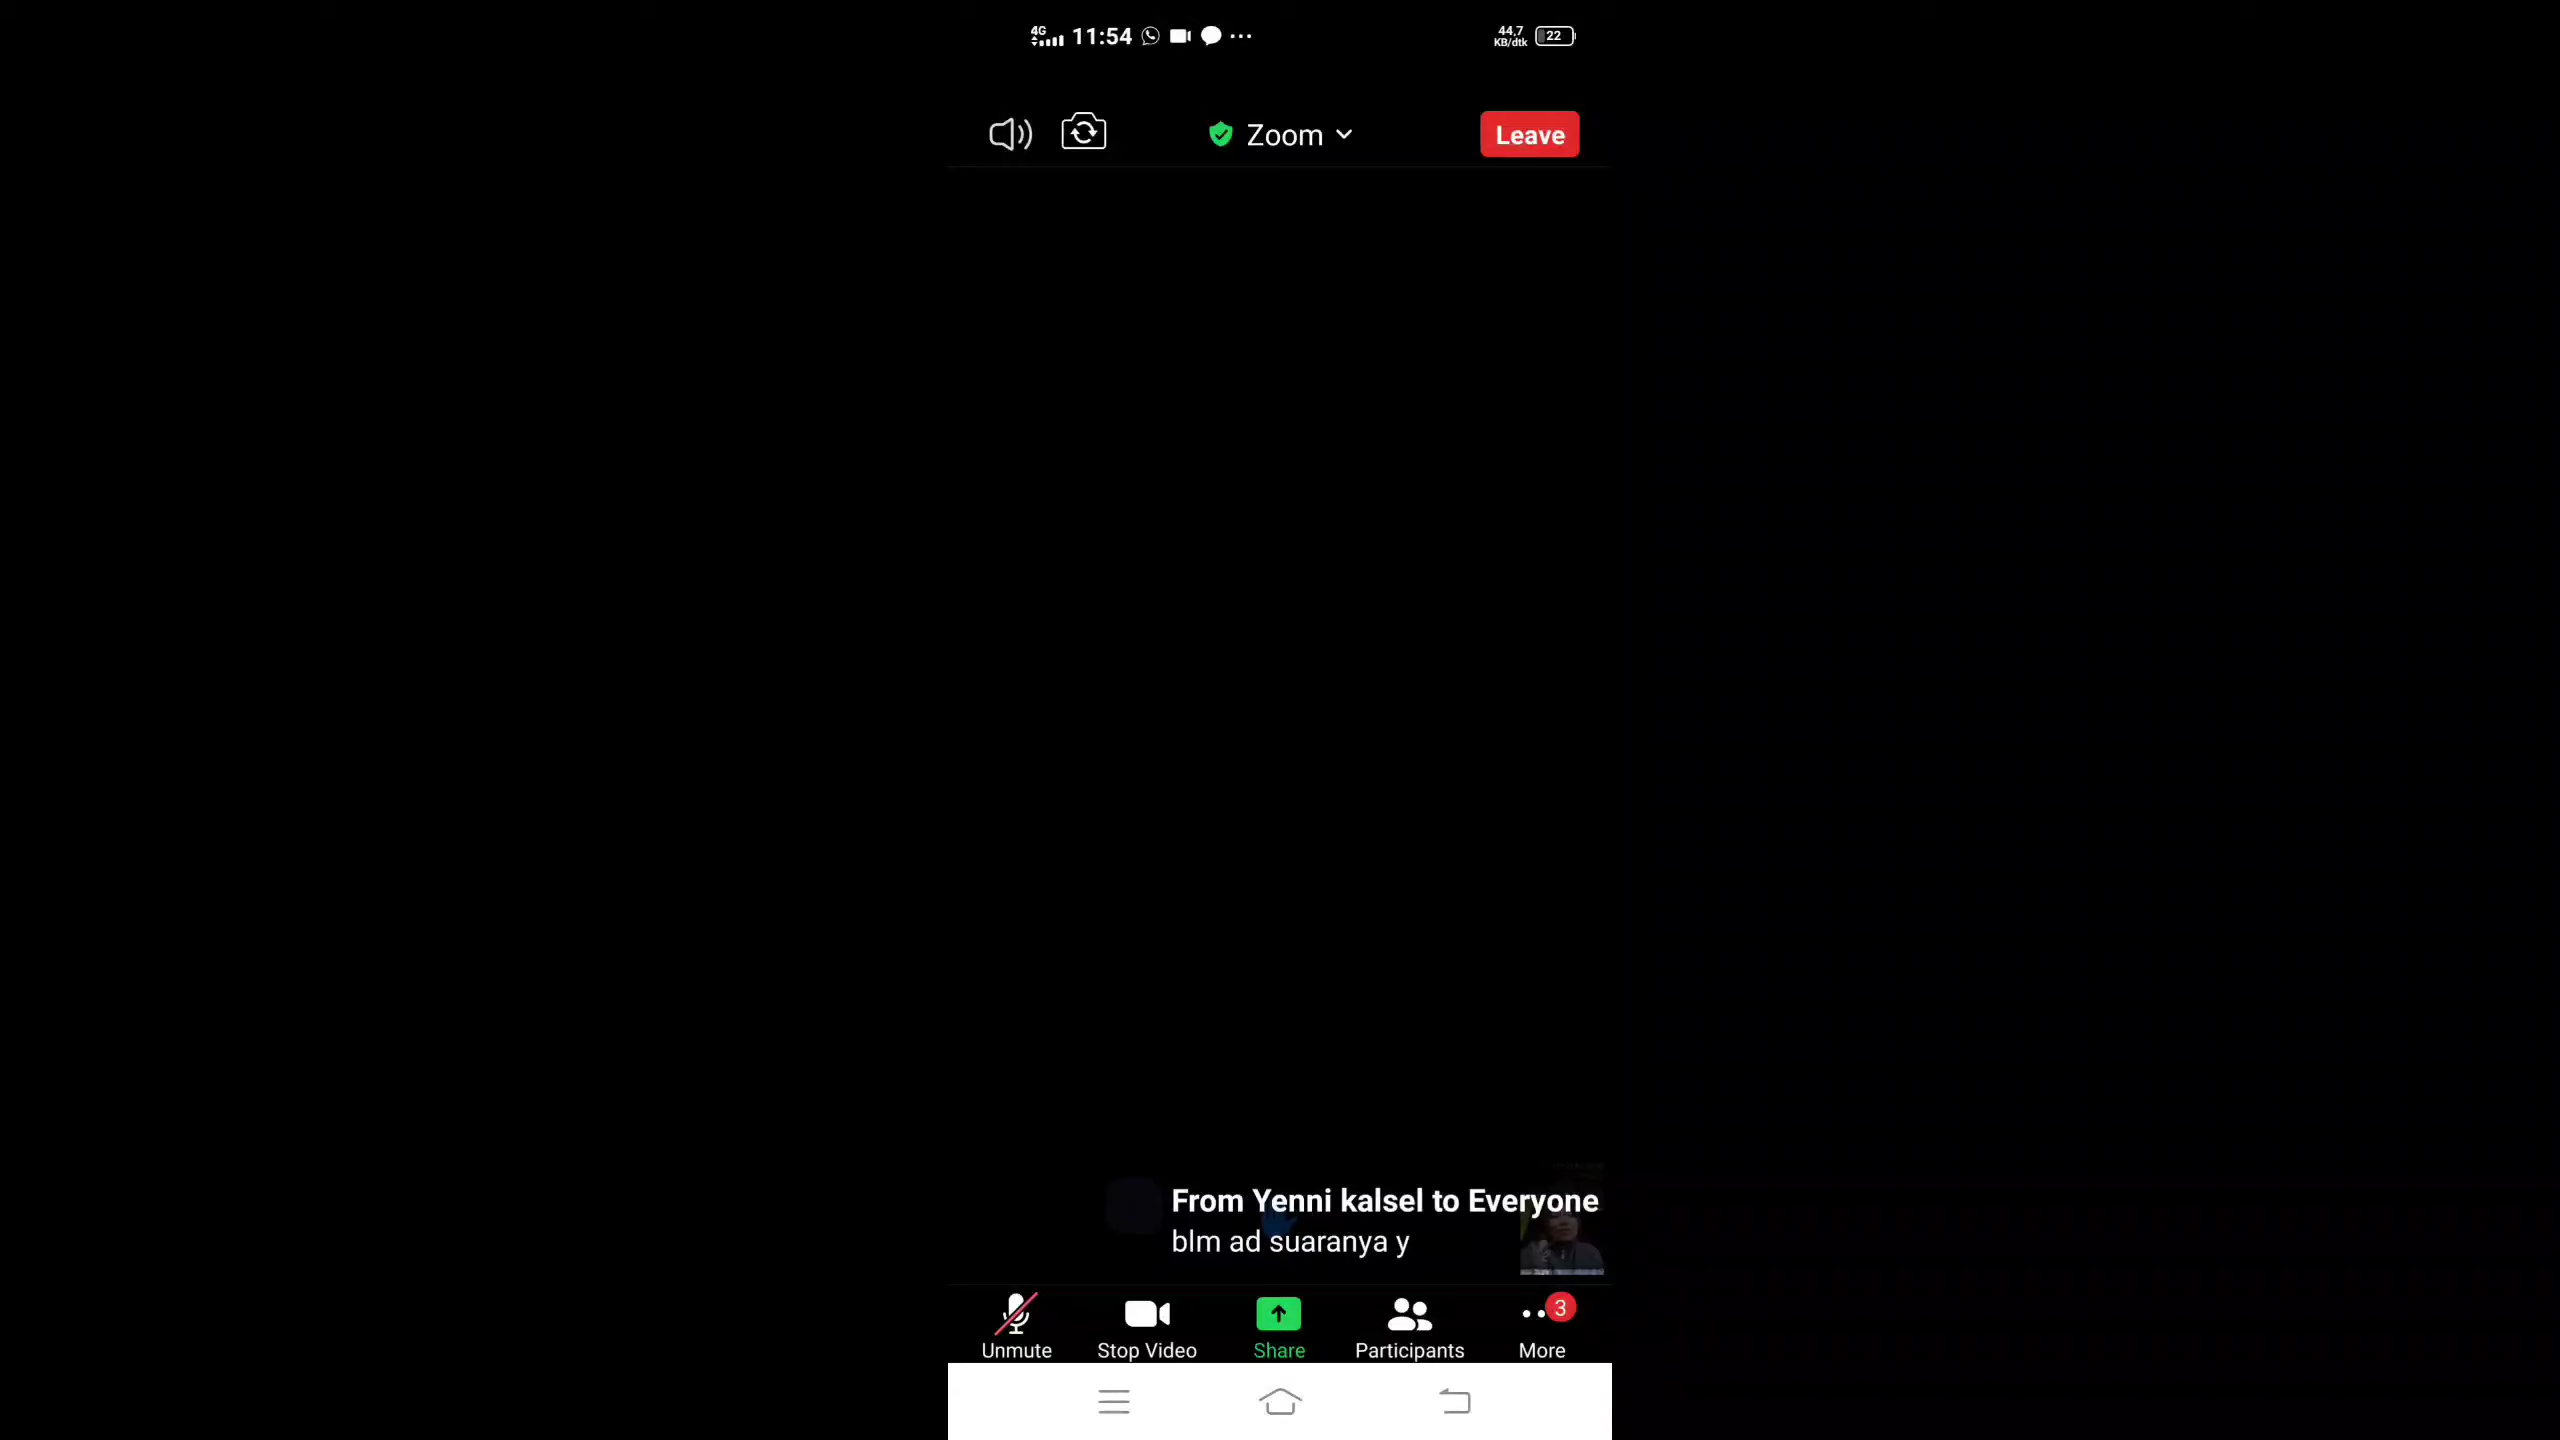 4G 11:54 44,7 KB/dtk 22
Zoom Leave
From Yenni kalsel to Everyone
blm ad suaranya y
3
Unmute Stop Video Share Participants More